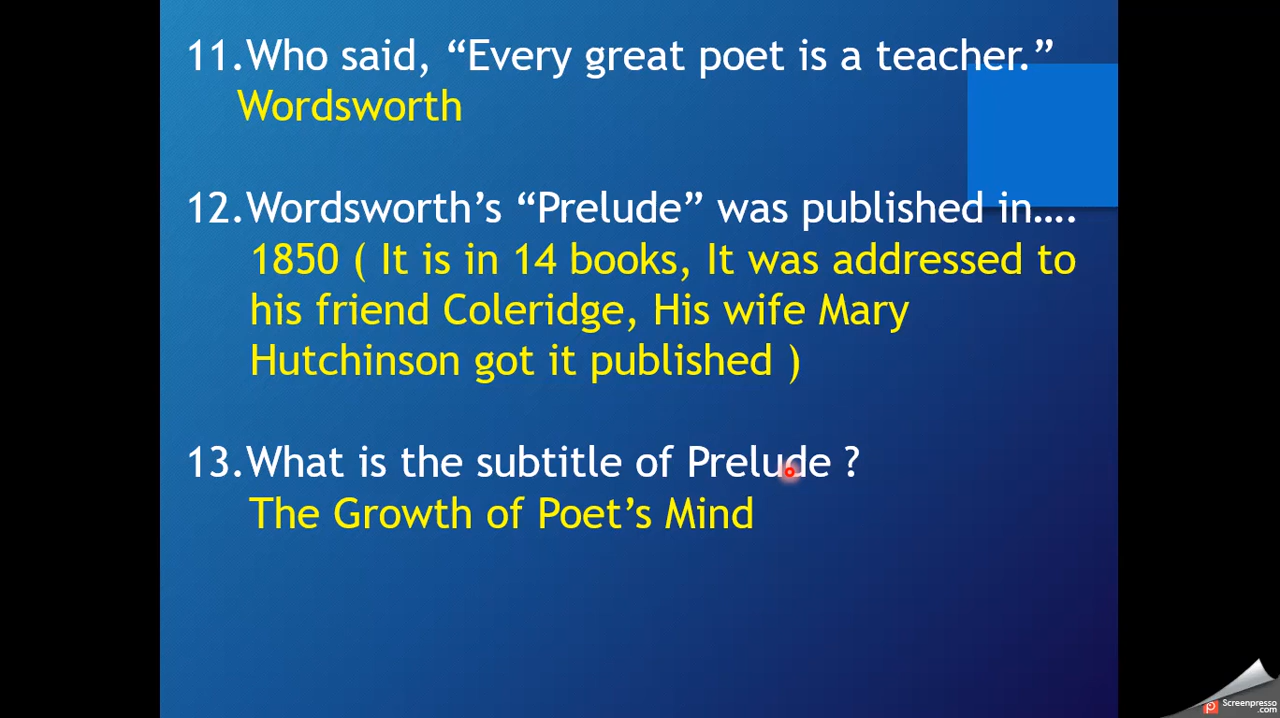 11.Who said, “Every great poet is a teacher.”
Wordsworth
12.Wordsworth’s “Prelude” was published in….
1850 ( It is in 14 books, It was addressed to
his friend Coleridge, His wife Mary
Hutchinson got it published )
13.What is the subtitle of Prelude ?
The Growth of Poet’s Mind
Screenpresso
.com